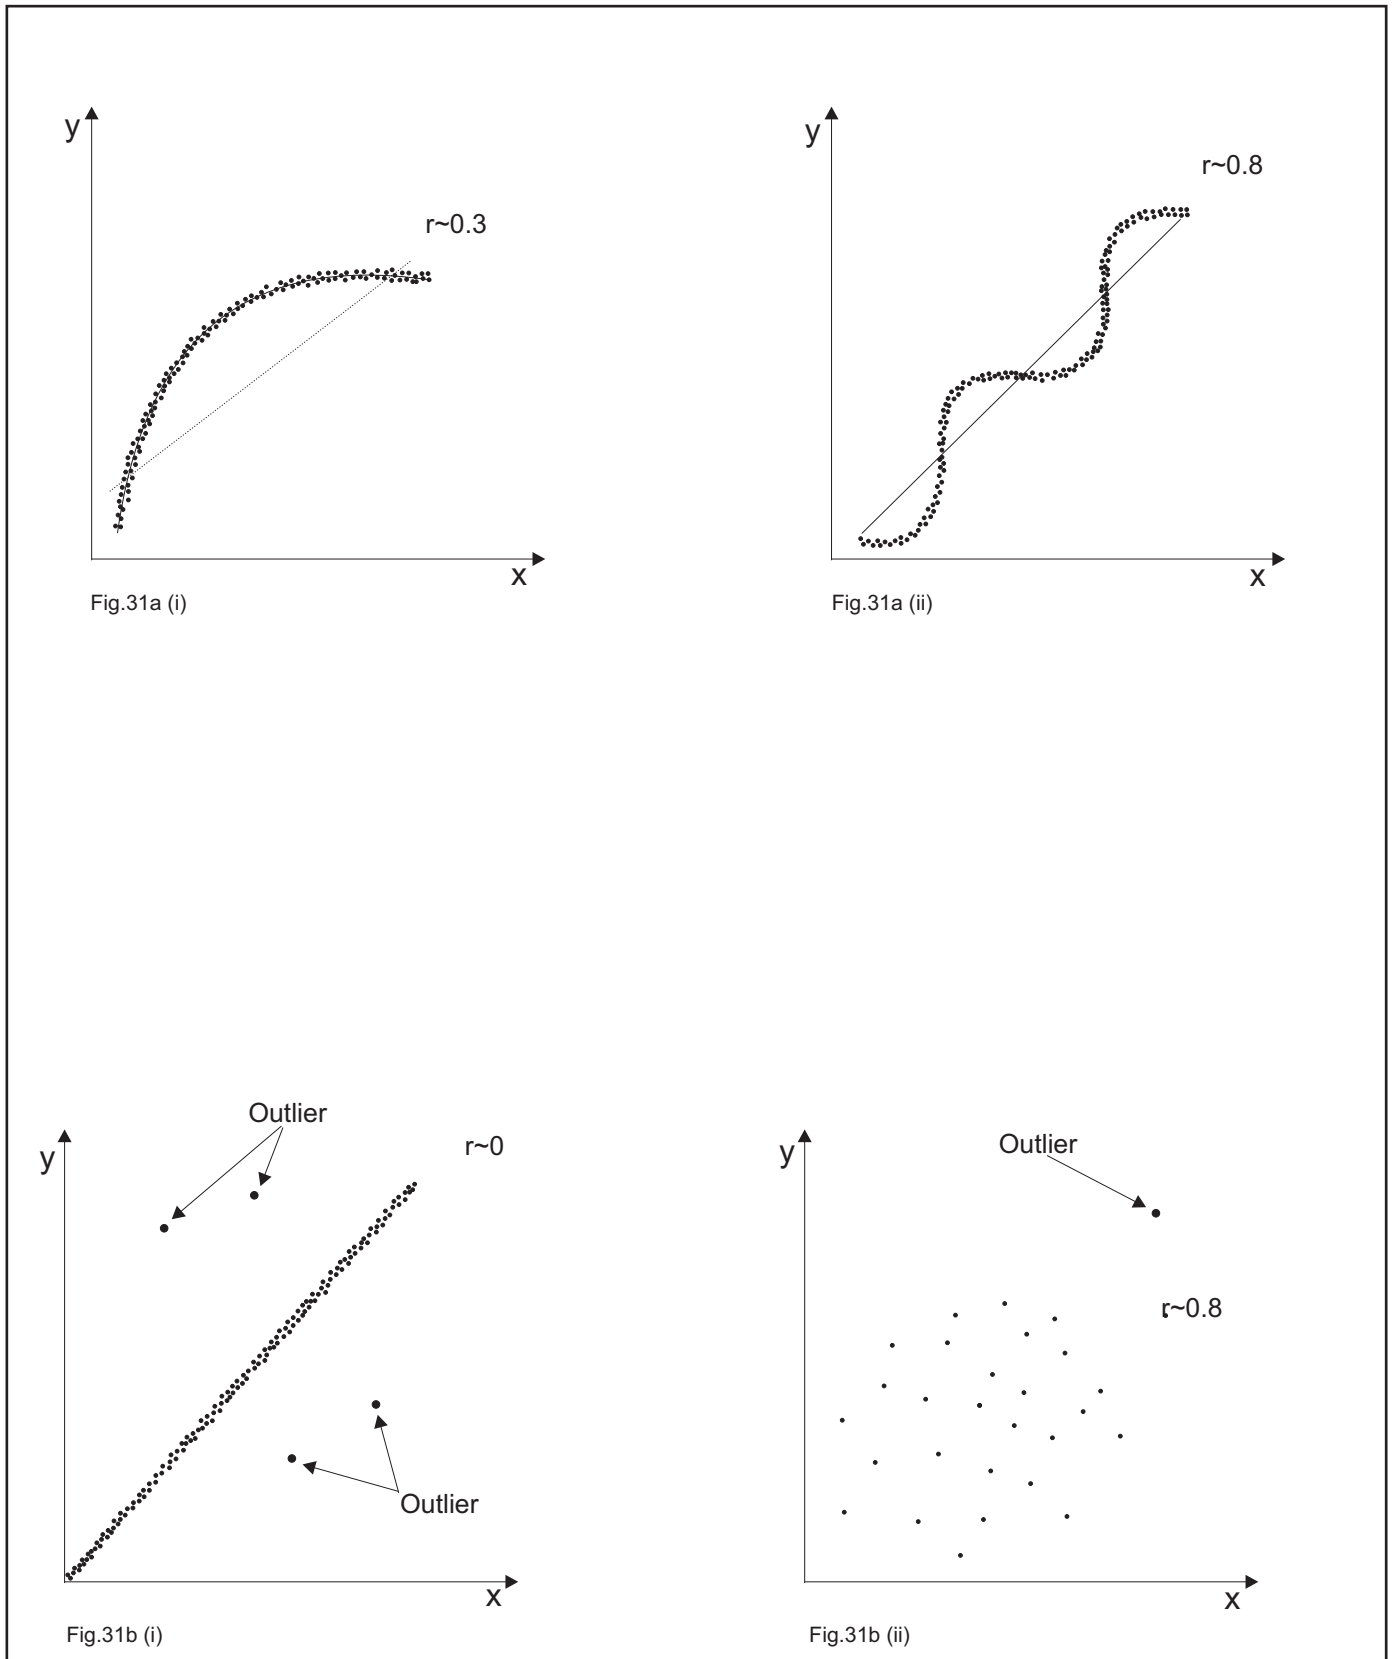 y
r~0.3
x
Fig.31a (i)
y
r~0.8
x
Fig.31a (ii)
Outlier
y
r~0
Outlier
x
Fig.31b (i)
y
Outlier
r~0.8
x
Fig.31b (ii)